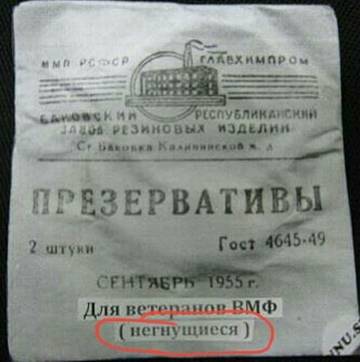 ММП РСФСР ГЛАВХИМПРОМ
БАКОВСКИЙ РЕСПУБЛИКАНСКИЙ
ЗАВОД РЕЗИНОВЫХ ИЗДЕЛИЙ
Ст. Баковка Калининской ж. д
ПРЕЗЕРВАТИВЫ
2 штуки Гост 4645-49
СЕНТЯБРЬ 1955 г.
Для ветеранов ВМФ
( негнущиеся )